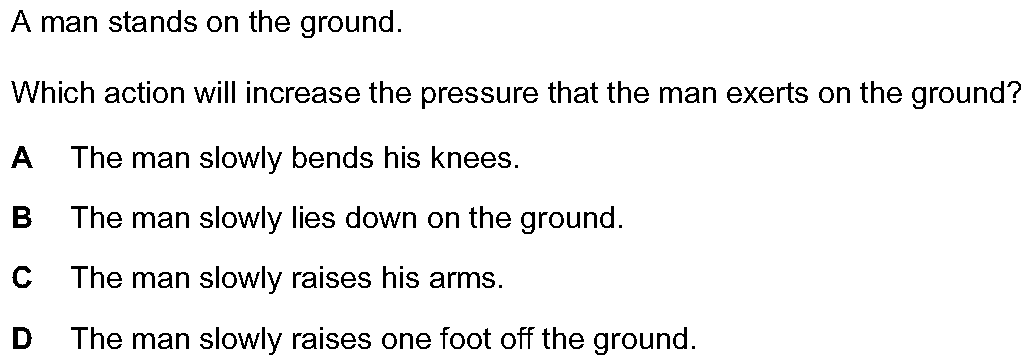 A man stands on the ground.
Which action will increase the pressure that the man exerts on the ground?
A The man slowly bends his knees.
B The man slowly lies down on the ground.
C The man slowly raises his arms.
D The man slowly raises one foot off the ground.